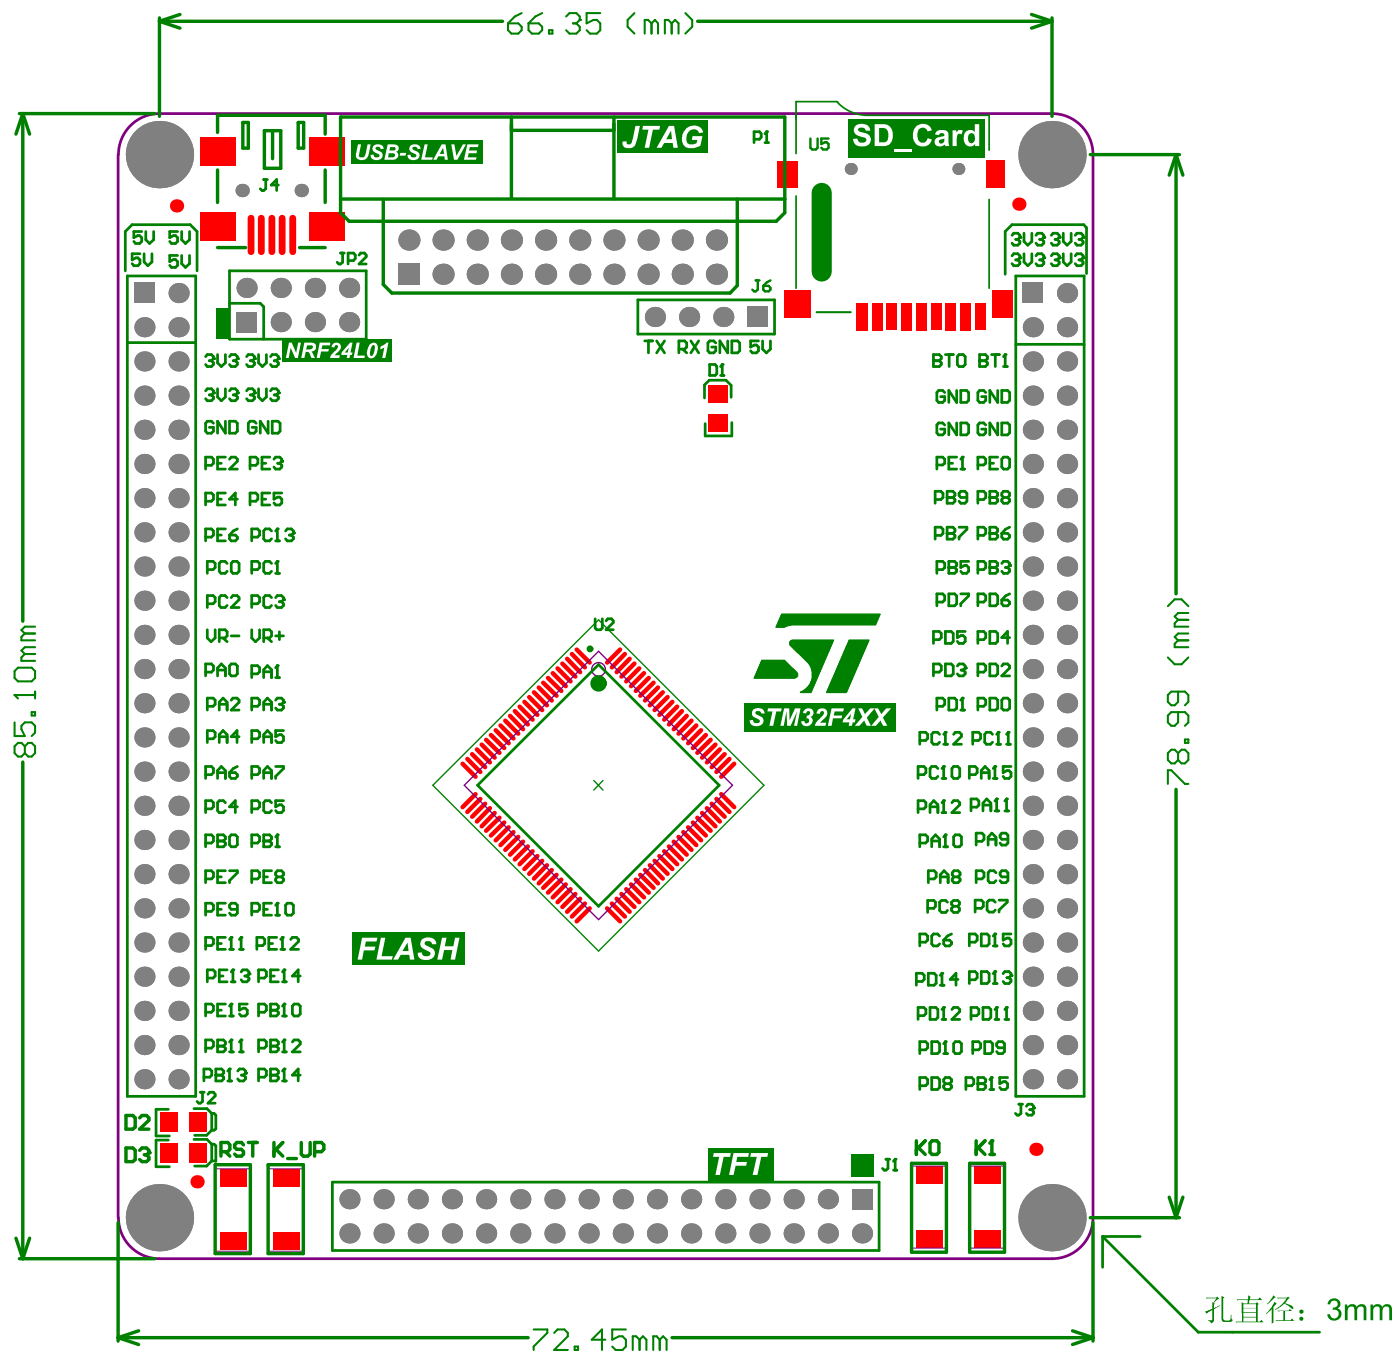 66.35 (mm)
USB-SLAVE
JTAG
P1
U5
SD_Card
J4
5V 5V
5V 5V
3V3 3V3
3V3 3V3
JP2
J6
NRF24L01
TX RX GND 5V
D1
3V3 3V3
BT0 BT1
3V3 3V3
GND GND
GND GND
GND GND
PE2 PE3
PE1 PE0
PE4 PE5
PB9 PB8
PE6 PC13
PB7 PB6
PC0 PC1
PB5 PB3
PC2 PC3
PD7 PD6
U2
VR- VR+
PD5 PD4
PA0 PA1
PD3 PD2
ST
PA2 PA3
PD1 PD0
STM32F4XX
PA4 PA5
PC12 PC11
PA6 PA7
PC10 PA15
PC4 PC5
PA12 PA11
PB0 PB1
PA10 PA9
PE7 PE8
PA8 PC9
PE9 PE10
PC8 PC7
PE11 PE12
PC6 PD15
FLASH
PE13 PE14
PD14 PD13
PE15 PB10
PD12 PD11
PB11 PB12
PD10 PD9
PB13 PB14
PD8 PB15
J2
J3
D2
D3
RST K_UP
K0 K1
TFT
J1
85.10mm
78.99 (mm)
72.45mm
孔直径：3mm